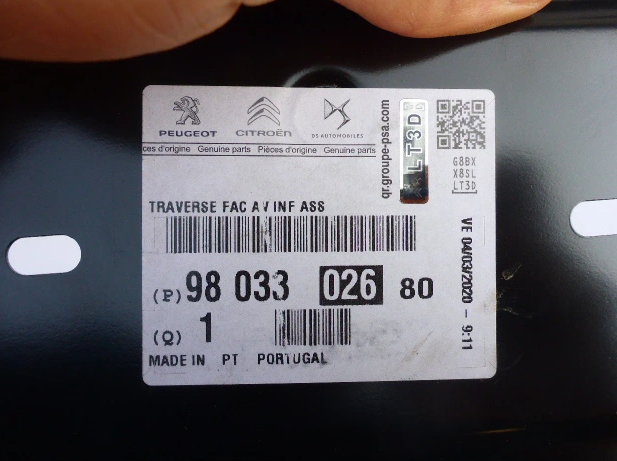 PEUGEOT CITROËN DS AUTOMOBILES
ces d'origine Genuine parts Pièces d'origine Genuine parts
qr.groupe-psa.com
LT3D
G8BX
X8SL
LT3D
TRAVERSE FAC AV INF ASS
(P) 98 033 026 80
(Q) 1
MADE IN PT PORTUGAL
VE 04/03/2020 - 9:11